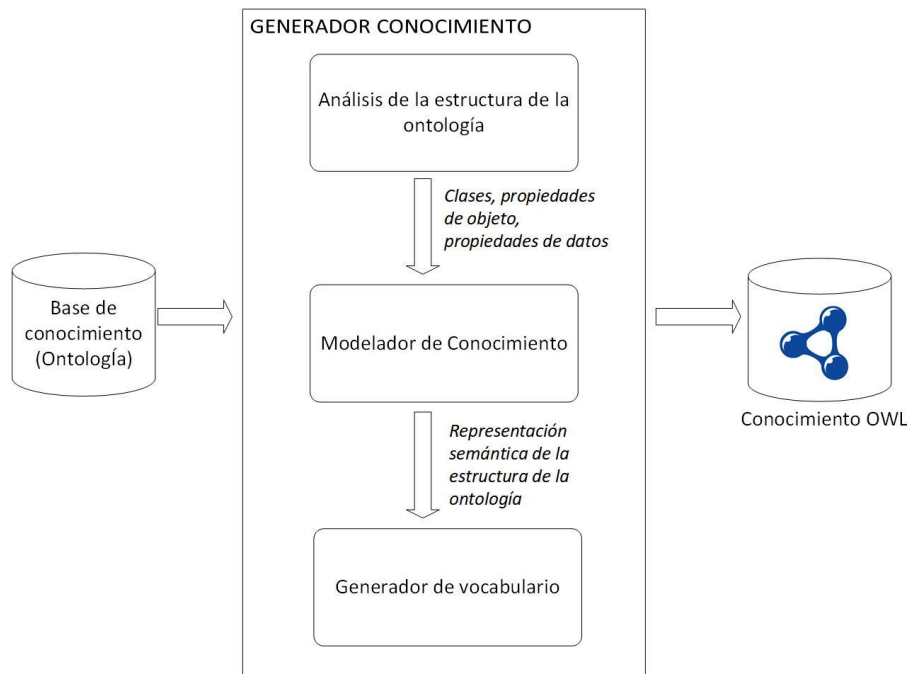 GENERADOR CONOCIMIENTO
Análisis de la estructura de la
ontología
Clases, propiedades
de objeto,
propiedades de datos
Base de
conocimiento
(Ontología)
Modelador de Conocimiento
Conocimiento OWL
Representación
semántica de la
estructura de la
ontología
Generador de vocabulario